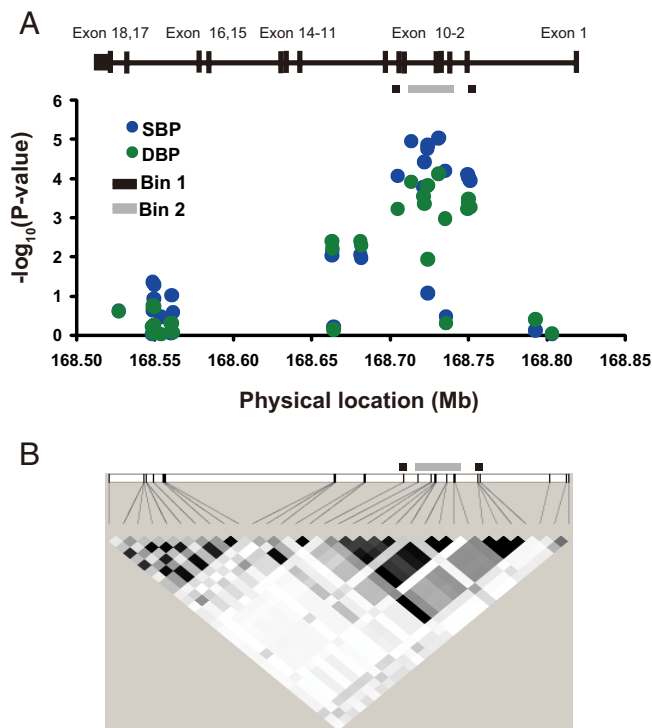 A
Exon 18,17 Exon 16,15 Exon 14-11 Exon 10-2 Exon 1
6
5
4
3
2
1
0
-log10(P-value)
SBP
DBP
Bin 1
Bin 2
168.50 168.55 168.60 168.65 168.70 168.75 168.80 168.85
Physical location (Mb)
B